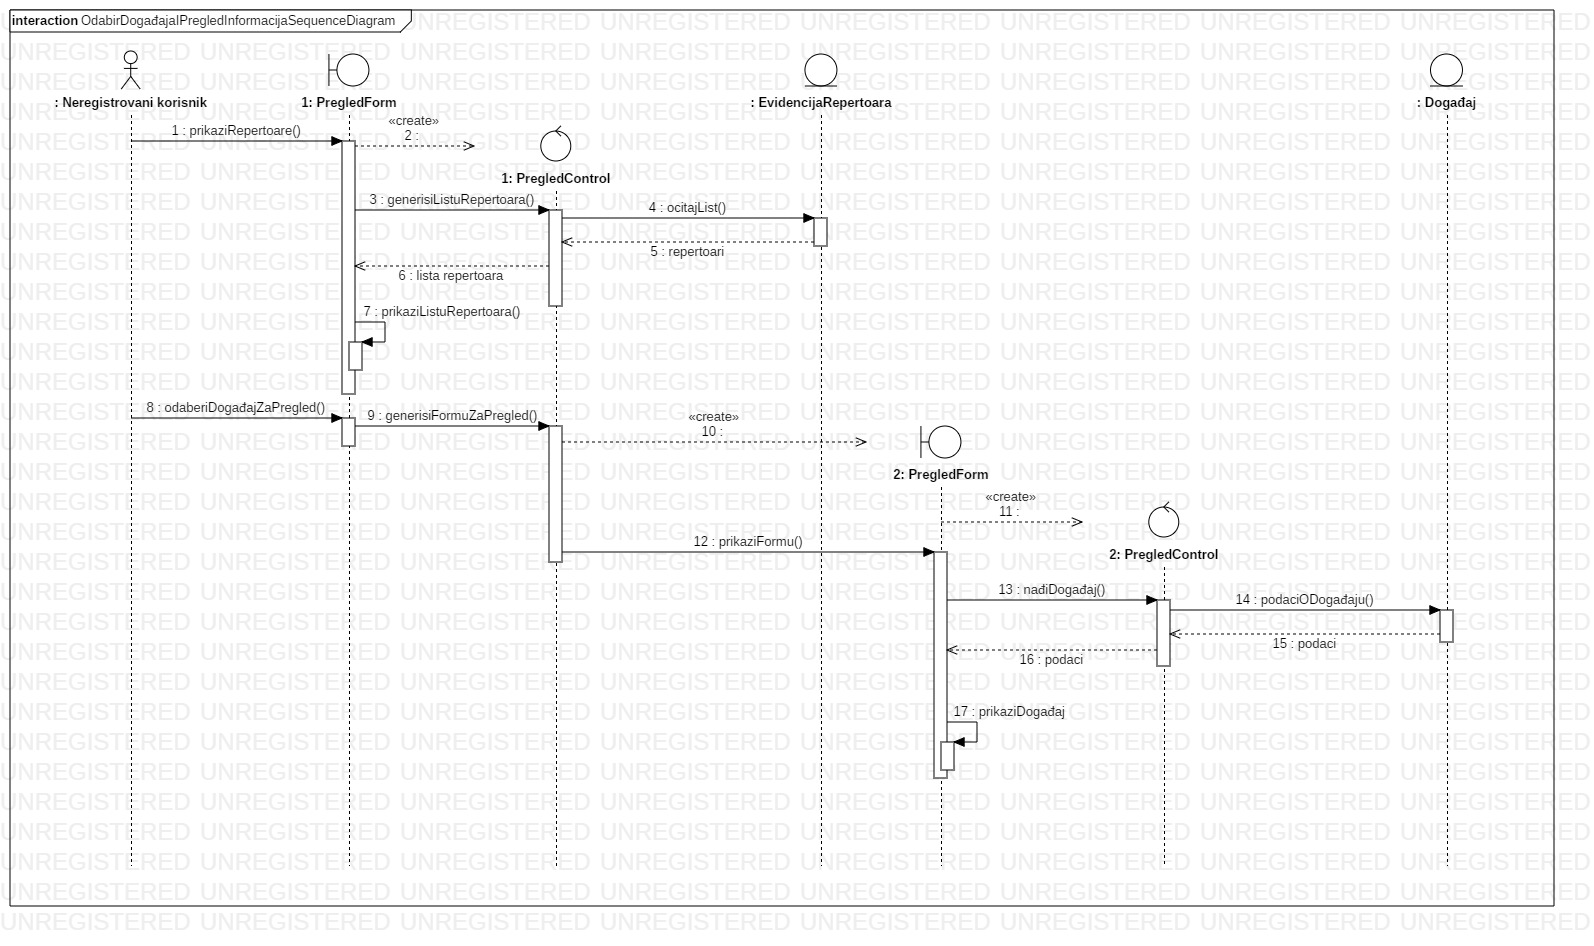 interaction OdabirDogađajaIPregledInformacijaSequenceDiagram
: Neregistrovani korisnik
1: PregledForm
: EvidencijaRepertoara
: Događaj
1 : prikaziRepertoare()
«create»
2 :
1: PregledControl
3 : generisiListuRepertoara()
4 : ocitajList()
5 : repertoari
6 : lista repertoara
7 : prikaziListuRepertoara()
8 : odaberiDogađajZaPregled()
9 : generisiFormuZaPregled()
«create»
10 :
2: PregledForm
«create»
11 :
2: PregledControl
12 : prikaziFormu()
13 : nađiDogađaj()
14 : podaciODogađaju()
15 : podaci
16 : podaci
17 : prikaziDogađaj
UNREGISTERED